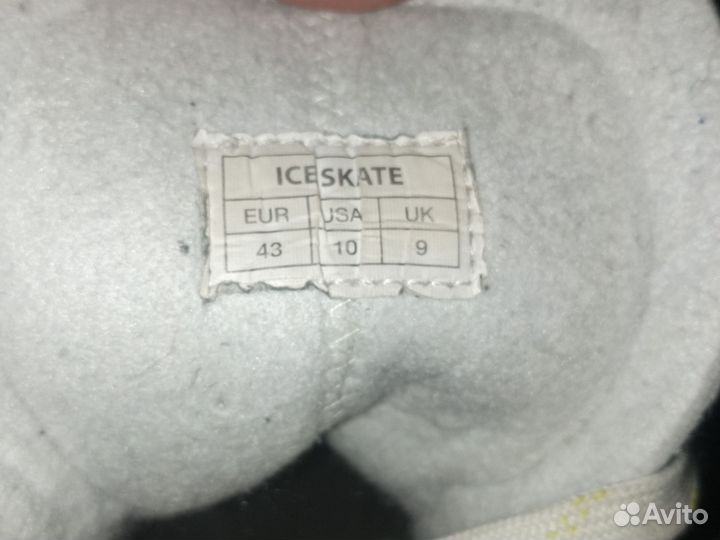 ICESKATE
EUR USA UK
43 10 9
Avito